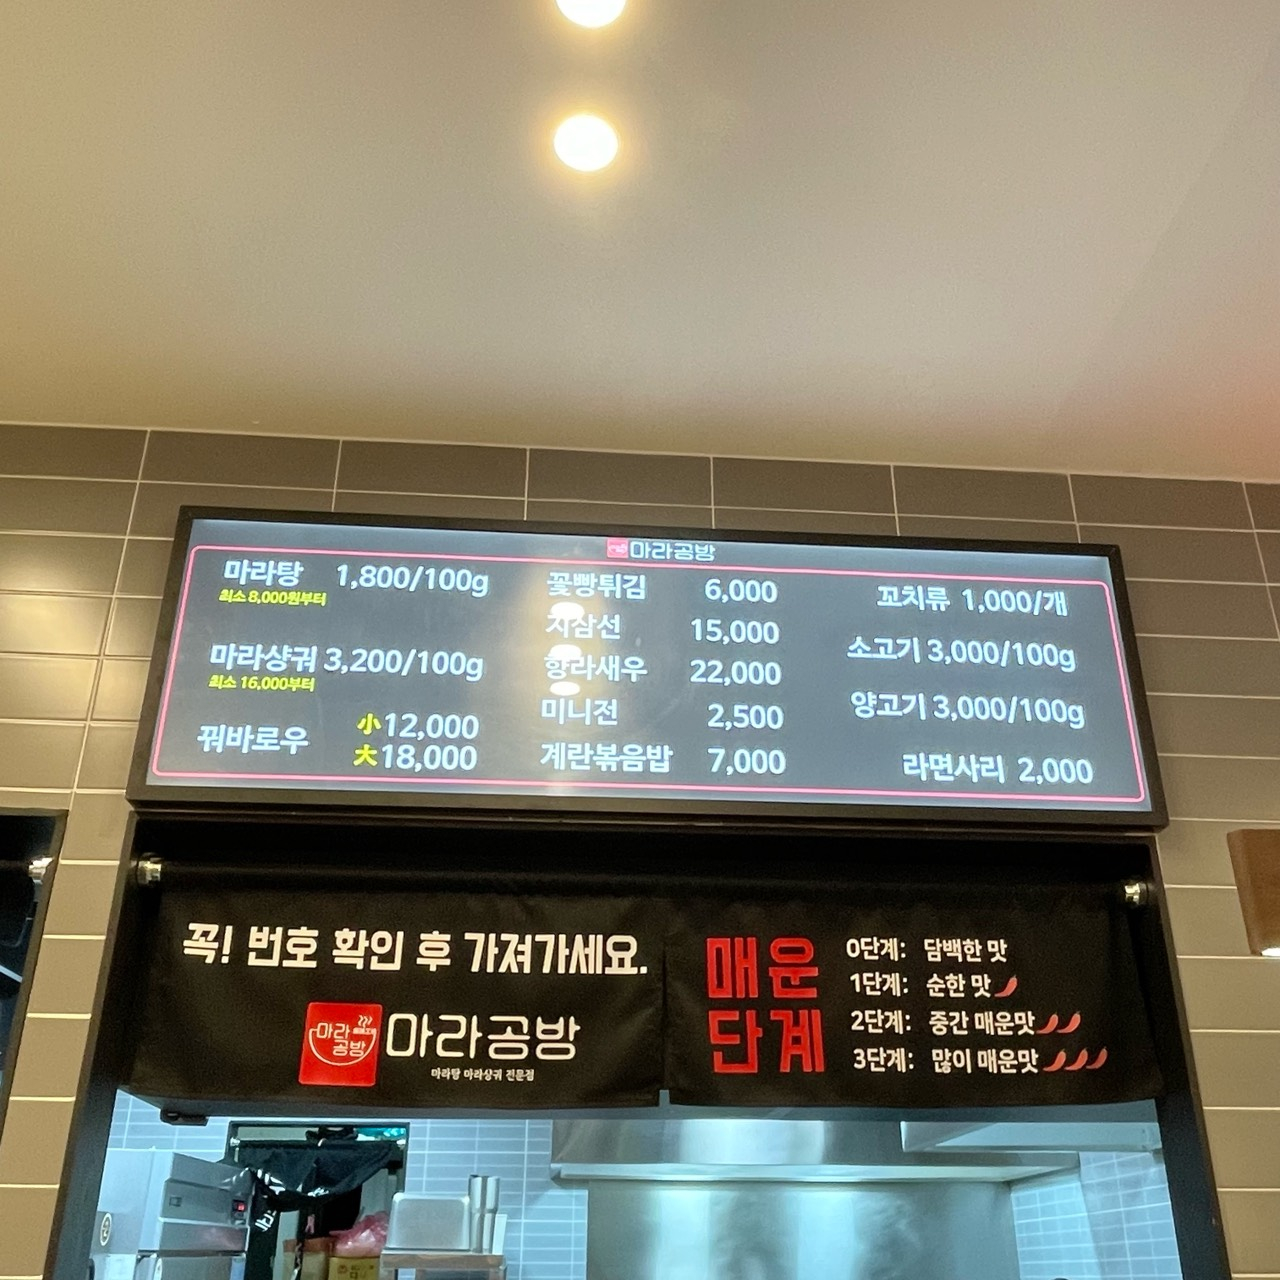 마라공방
마라탕 1,800/100g
최소 8,000원부터
마라샹궈 3,200/100g
최소 16,000부터
꿔바로우 小 12,000
大 18,000
꽃빵튀김 6,000
지삼선 15,000
향라새우 22,000
미니전 2,500
계란볶음밥 7,000
꼬치류 1,000/개
소고기 3,000/100g
양고기 3,000/100g
라면사리 2,000
꼭! 번호 확인 후 가져가세요.
마라
공방
마라공방
마라탕 마라샹궈 전문점
매운
단계
0단계: 담백한 맛
1단계: 순한 맛
2단계: 중간 매운맛
3단계: 많이 매운맛